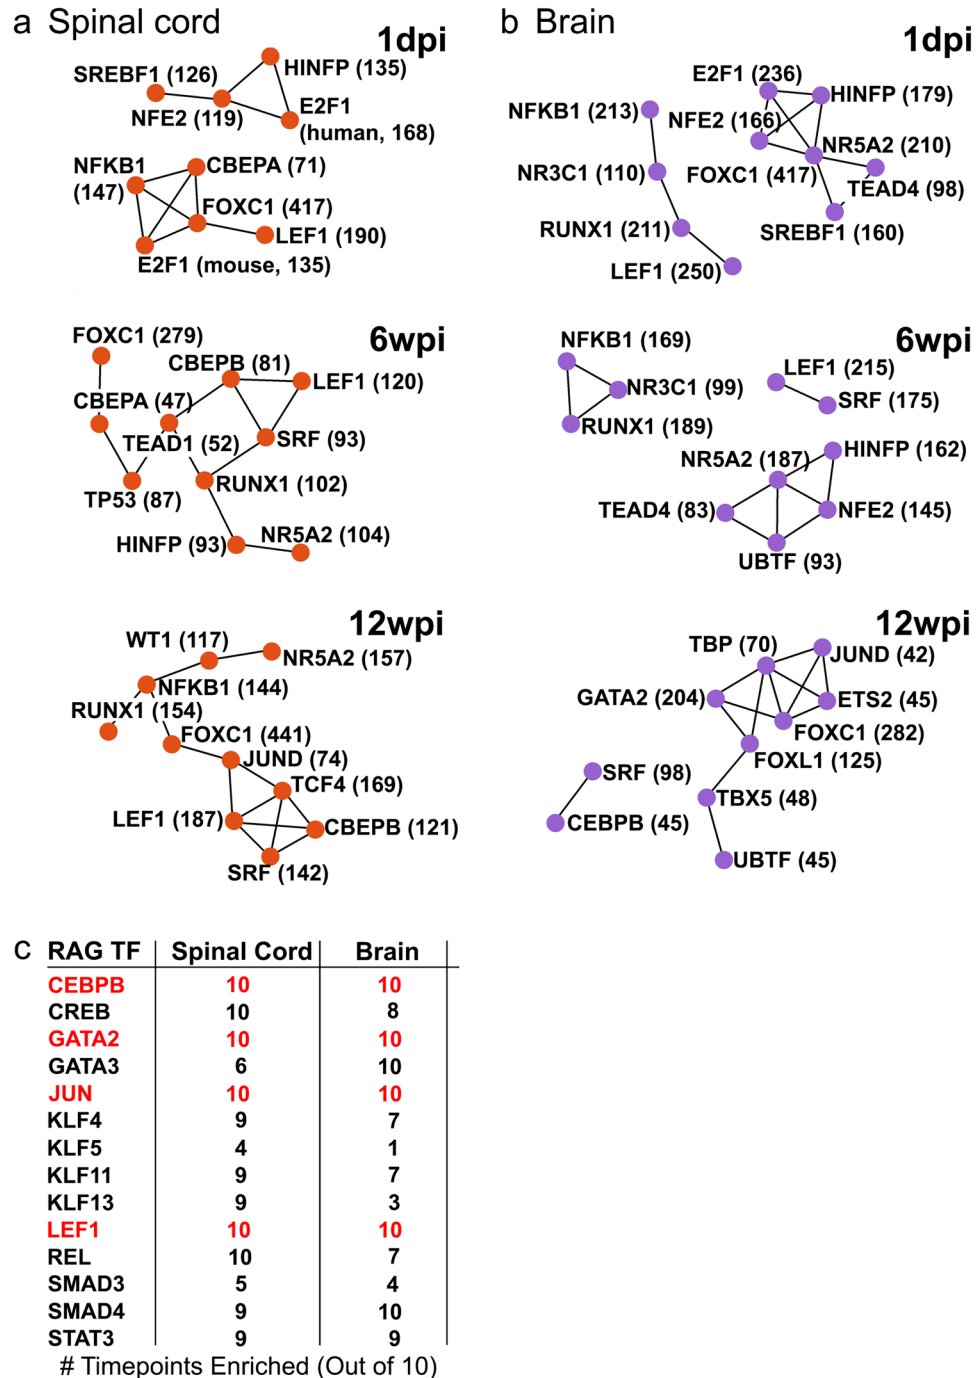 a Spinal cord
1dpi
SREBF1 (126)
HINFP (135)
NFE2 (119)
E2F1
(human, 168)
NFKB1
(147)
CBEPA (71)
FOXC1 (417)
LEF1 (190)
E2F1 (mouse, 135)
6wpi
FOXC1 (279)
CBEPB (81)
LEF1 (120)
CBEPA (47)
TEAD1 (52)
SRF (93)
TP53 (87)
RUNX1 (102)
HINFP (93)
NR5A2 (104)
12wpi
WT1 (117)
NR5A2 (157)
NFKB1 (144)
RUNX1 (154)
FOXC1 (441)
JUND (74)
TCF4 (169)
LEF1 (187)
CBEPB (121)
SRF (142)
b Brain
1dpi
E2F1 (236)
HINFP (179)
NFKB1 (213)
NFE2 (166)
NR5A2 (210)
NR3C1 (110)
FOXC1 (417)
TEAD4 (98)
RUNX1 (211)
SREBF1 (160)
LEF1 (250)
6wpi
NFKB1 (169)
LEF1 (215)
NR3C1 (99)
SRF (175)
RUNX1 (189)
HINFP (162)
NR5A2 (187)
TEAD4 (83)
NFE2 (145)
UBTF (93)
12wpi
TBP (70)
JUND (42)
GATA2 (204)
ETS2 (45)
FOXC1 (282)
FOXL1 (125)
SRF (98)
TBX5 (48)
CEBPB (45)
UBTF (45)
c RAG TF Spinal Cord Brain
CEBPB 10 10
CREB 10 8
GATA2 10 10
GATA3 6 10
JUN 10 10
KLF4 9 7
KLF5 4 1
KLF11 9 7
KLF13 9 3
LEF1 10 10
REL 10 7
SMAD3 5 4
SMAD4 9 10
STAT3 9 9
# Timepoints Enriched (Out of 10)